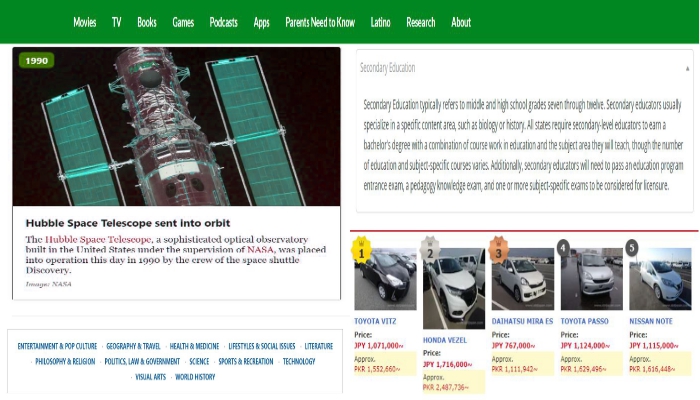 Movies TV Books Games Podcasts Apps Parents Need to Know Latino Research About
1990
Hubble Space Telescope sent into orbit
The Hubble Space Telescope, a sophisticated optical observatory
built in the United States under the supervision of NASA, was placed
into operation this day in 1990 by the crew of the space shuttle
Discovery.
Image: NASA
ENTERTAINMENT & POP CULTURE · GEOGRAPHY & TRAVEL · HEALTH & MEDICINE · LIFESTYLES & SOCIAL ISSUES · LITERATURE
· PHILOSOPHY & RELIGION · POLITICS, LAW & GOVERNMENT · SCIENCE · SPORTS & RECREATION · TECHNOLOGY
· VISUAL ARTS · WORLD HISTORY
Secondary Education
Secondary Education typically refers to middle and high school grades seven through twelve. Secondary educators usually
specialize in a specific content area, such as biology or history. All states require secondary-level educators to earn a
bachelor's degree with a combination of course work in education and the subject area they will teach, though the number
of education and subject-specific courses varies. Additionally, secondary educators will need to pass an education program
entrance exam, a pedagogy knowledge exam, and one or more subject-specific exams to be considered for licensure.
1
TOYOTA VITZ
Price:
JPY 1,071,000~
Approx.
PKR 1,552,660~
2
HONDA VEZEL
Price:
JPY 1,716,000~
Approx.
PKR 2,487,736~
3
DAIHATSU MIRA ES
Price:
JPY 767,000~
Approx.
PKR 1,111,942~
4
TOYOTA PASSO
Price:
JPY 1,124,000~
Approx.
PKR 1,629,496~
5
NISSAN NOTE
Price:
JPY 1,115,000~
Approx.
PKR 1,616,448~